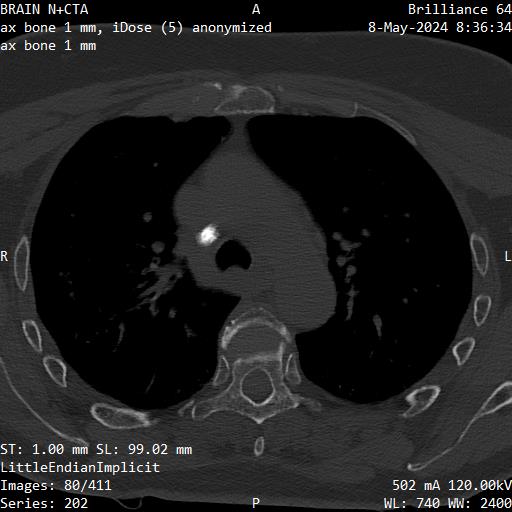 BRAIN N+CTA A Brilliance 64
ax bone 1 mm, iDose (5) anonymized 8-May-2024 8:36:34
ax bone 1 mm
R L
ST: 1.00 mm SL: 99.02 mm
LittleEndianImplicit
Images: 80/411 502 mA 120.00kV
Series: 202 P WL: 740 WW: 2400